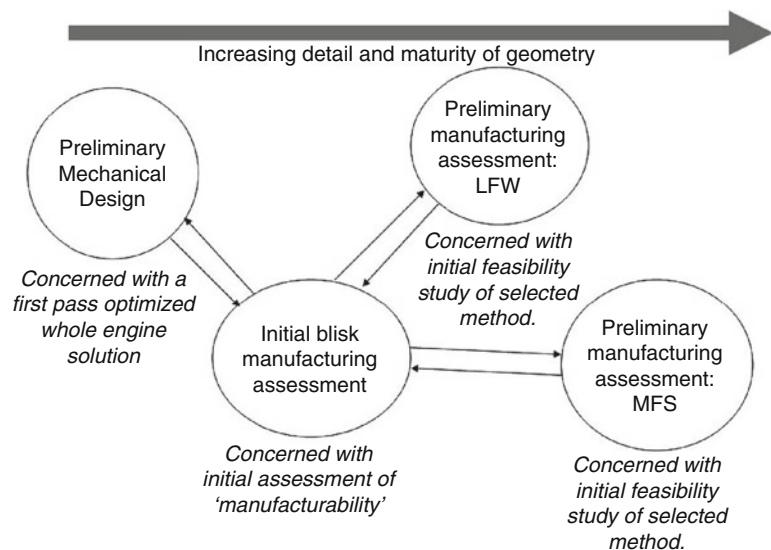 Increasing detail and maturity of geometry
Preliminary
Mechanical
Design
Concerned with a
first pass optimized
whole engine
solution
Preliminary
manufacturing
assessment:
LFW
Concerned with
initial feasibility
study of selected
method.
Initial blisk
manufacturing
assessment
Concerned with
initial assessment of
‘manufacturability’
Preliminary
manufacturing
assessment:
MFS
Concerned with
initial feasibility
study of selected
method.